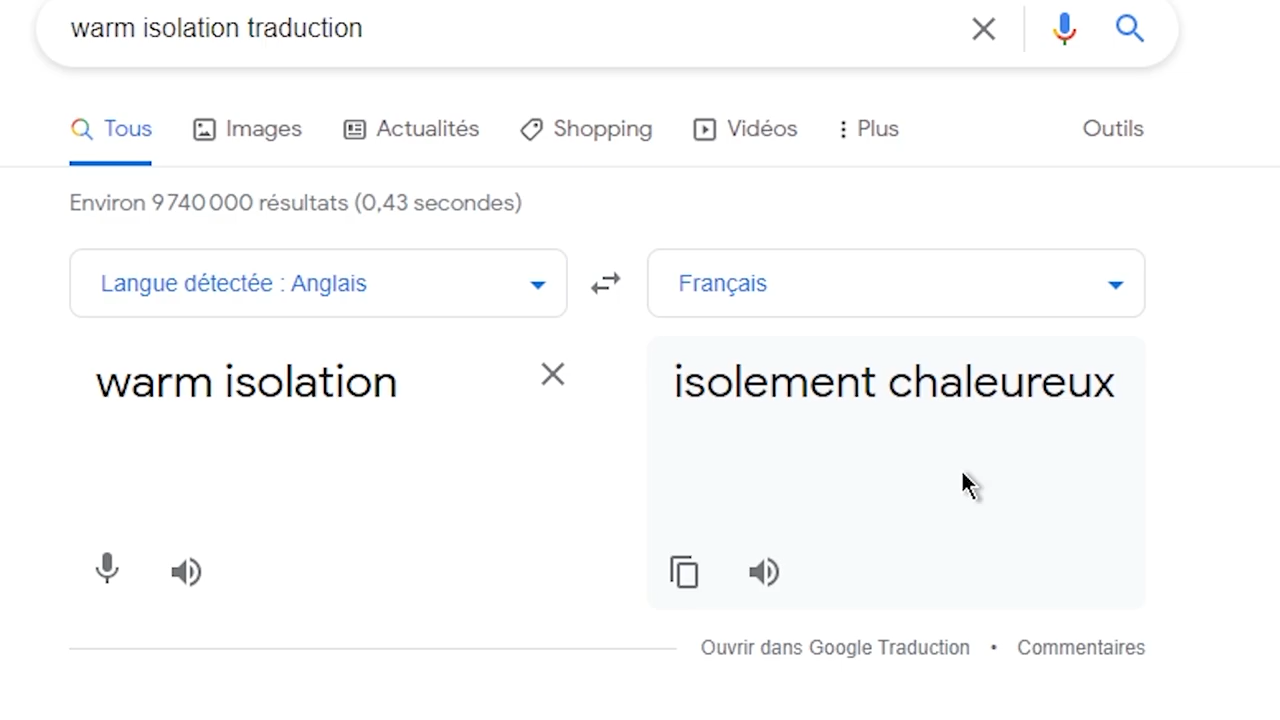 warm isolation traduction
Tous Images Actualités Shopping Vidéos Plus Outils
Environ 9 740 000 résultats (0,43 secondes)
Langue détectée : Anglais Français
warm isolation isolement chaleureux
Ouvrir dans Google Traduction • Commentaires